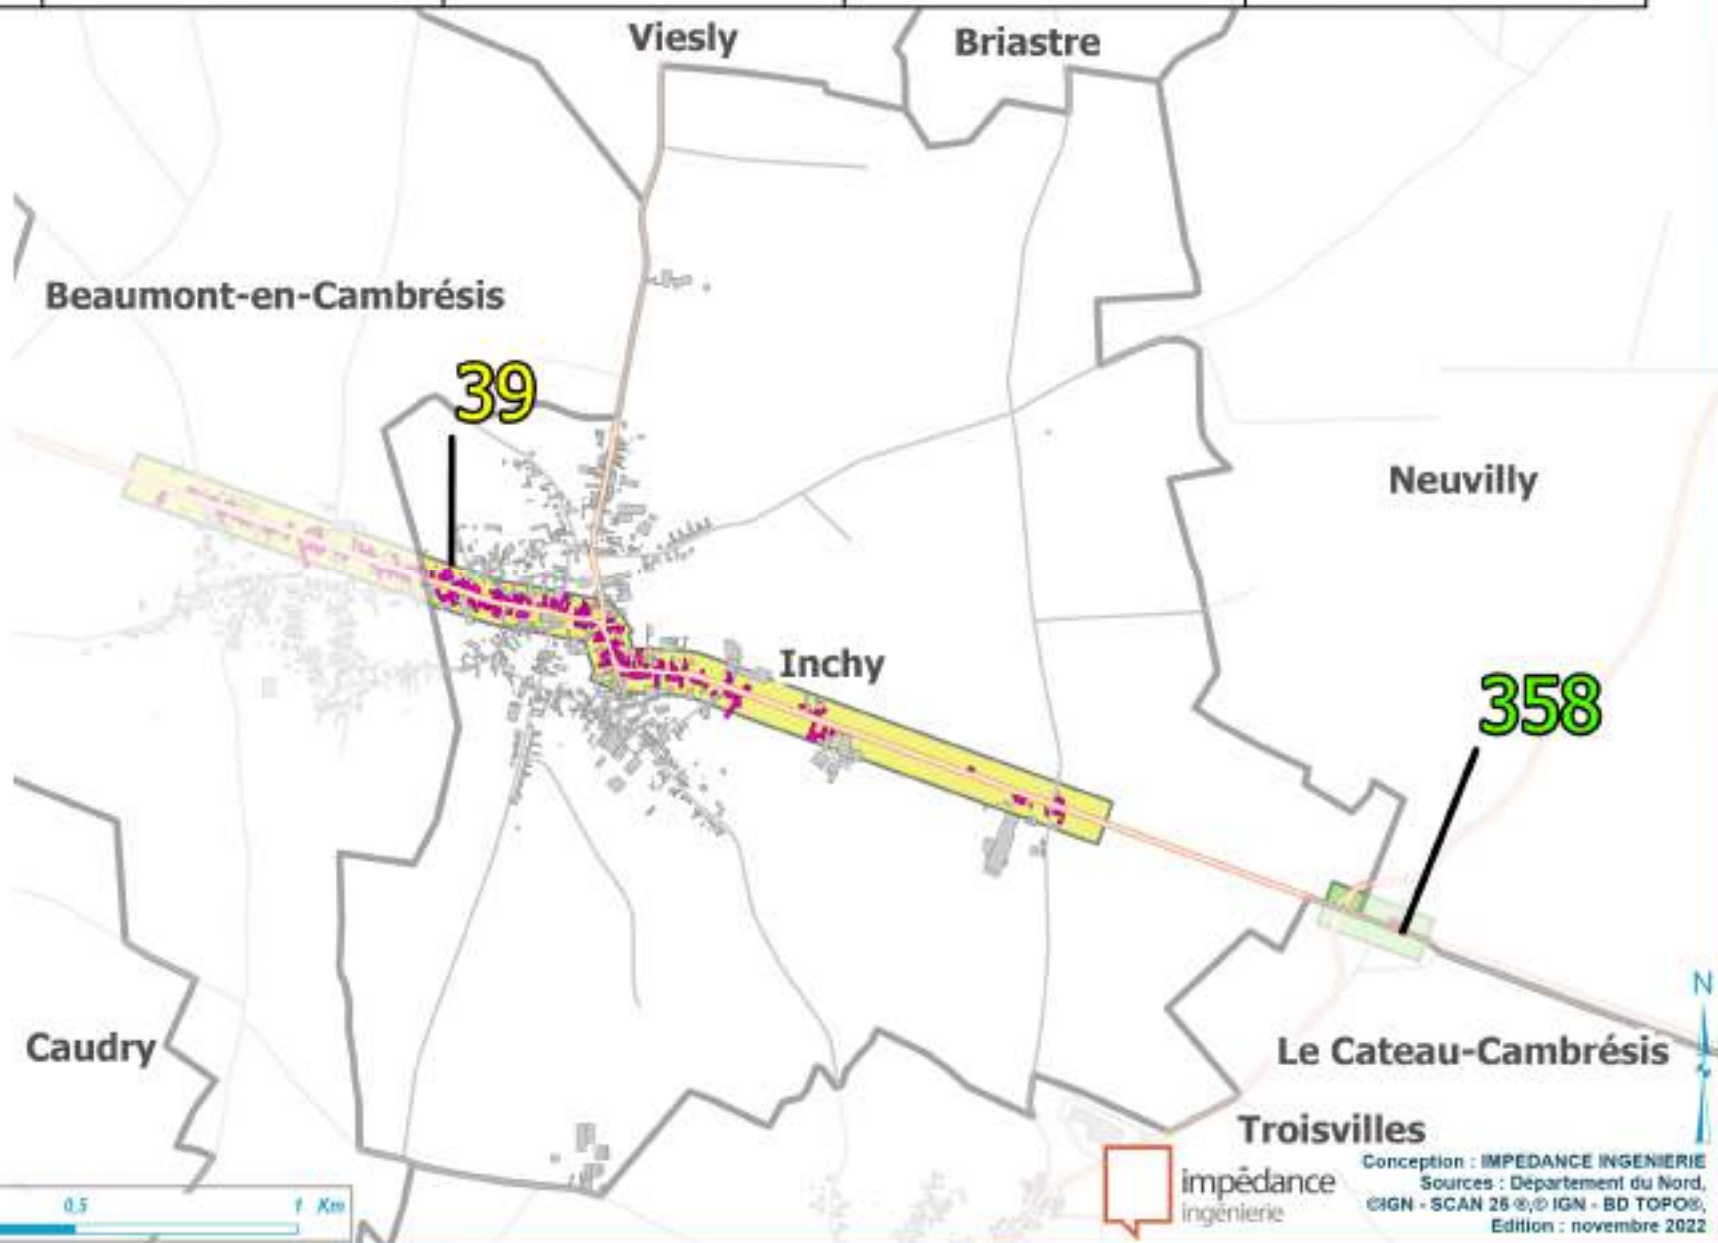 Viesly
Briastre
Beaumont-en-Cambrésis
39
Neuvilly
Inchy
358
N
Caudry
Le Cateau-Cambrésis
Troisvilles
impédance
ingénierie
Conception : IMPEDANCE INGENIERIE
Sources : Département du Nord,
©IGN - SCAN 26 ®,© IGN - BD TOPO®,
Edition : novembre 2022
0,5 1 Km